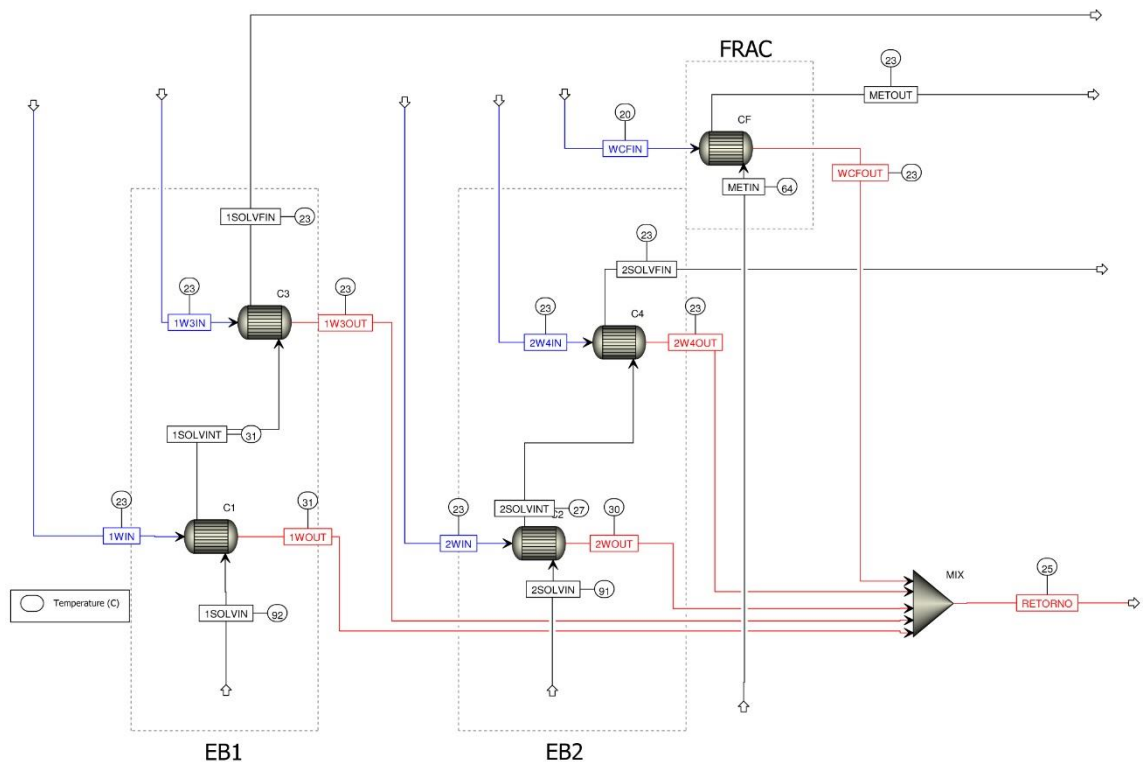 FRAC
23
METOUT
20
CF
WCFIN
WCFOUT
23
METIN
64
1SOLVFIN
23
23
2SOLVFIN
23
C3
23
1W3IN
1W3OUT
23
C4
23
2W4IN
2W4OUT
1SOLVINT
31
2SOLVINT
27
23
C1
31
1WIN
1WOUT
23
C2
30
2WIN
2WOUT
MIX
25
RETORNO
Temperature (C)
1SOLVIN
92
2SOLVIN
91
EB1
EB2